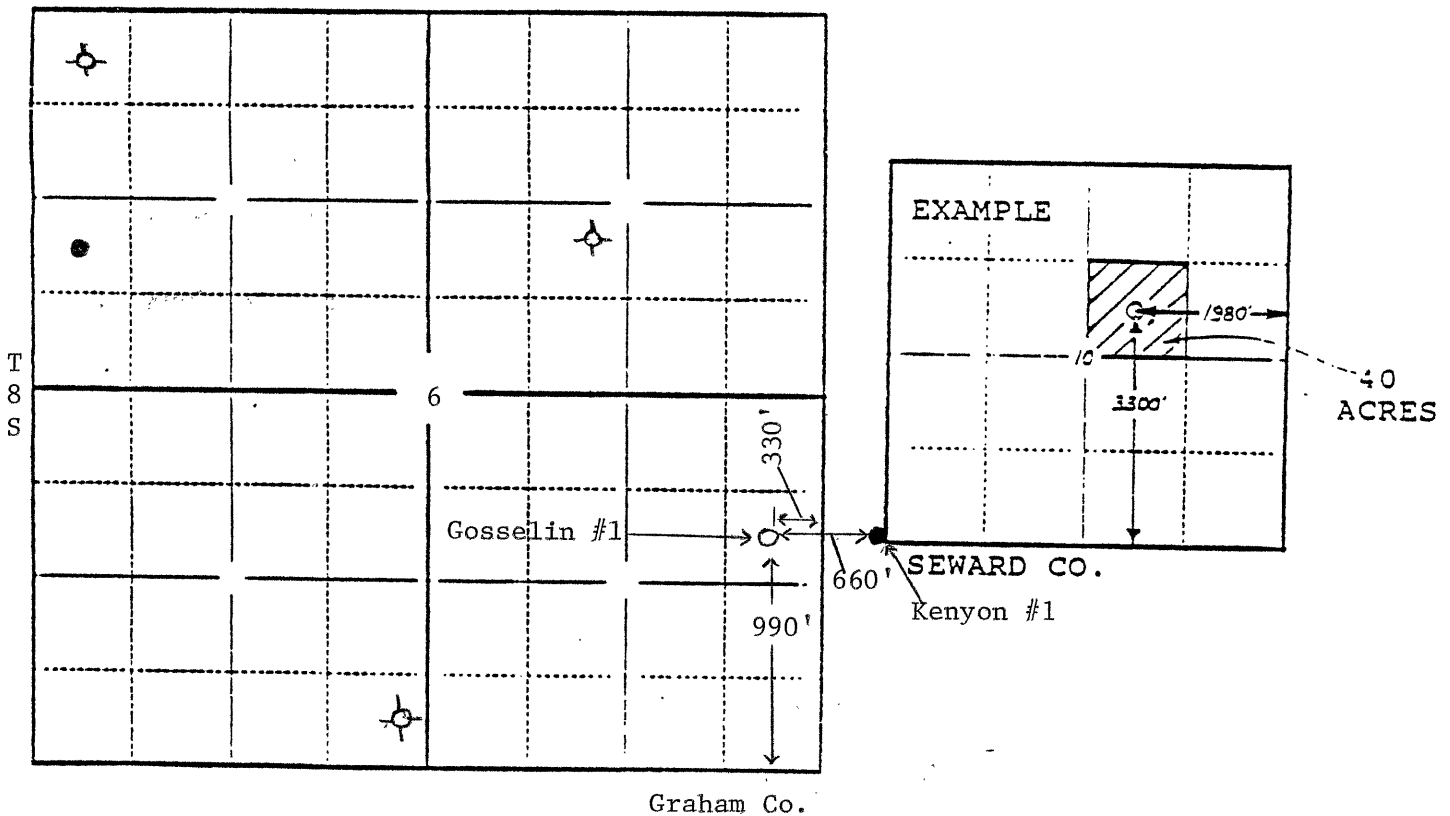 EXAMPLE
1980'
10
3300'
40
ACRES
T
8
S
6
330'
Gosselin #1
660'
SEWARD CO.
Kenyon #1
990'
Graham Co.